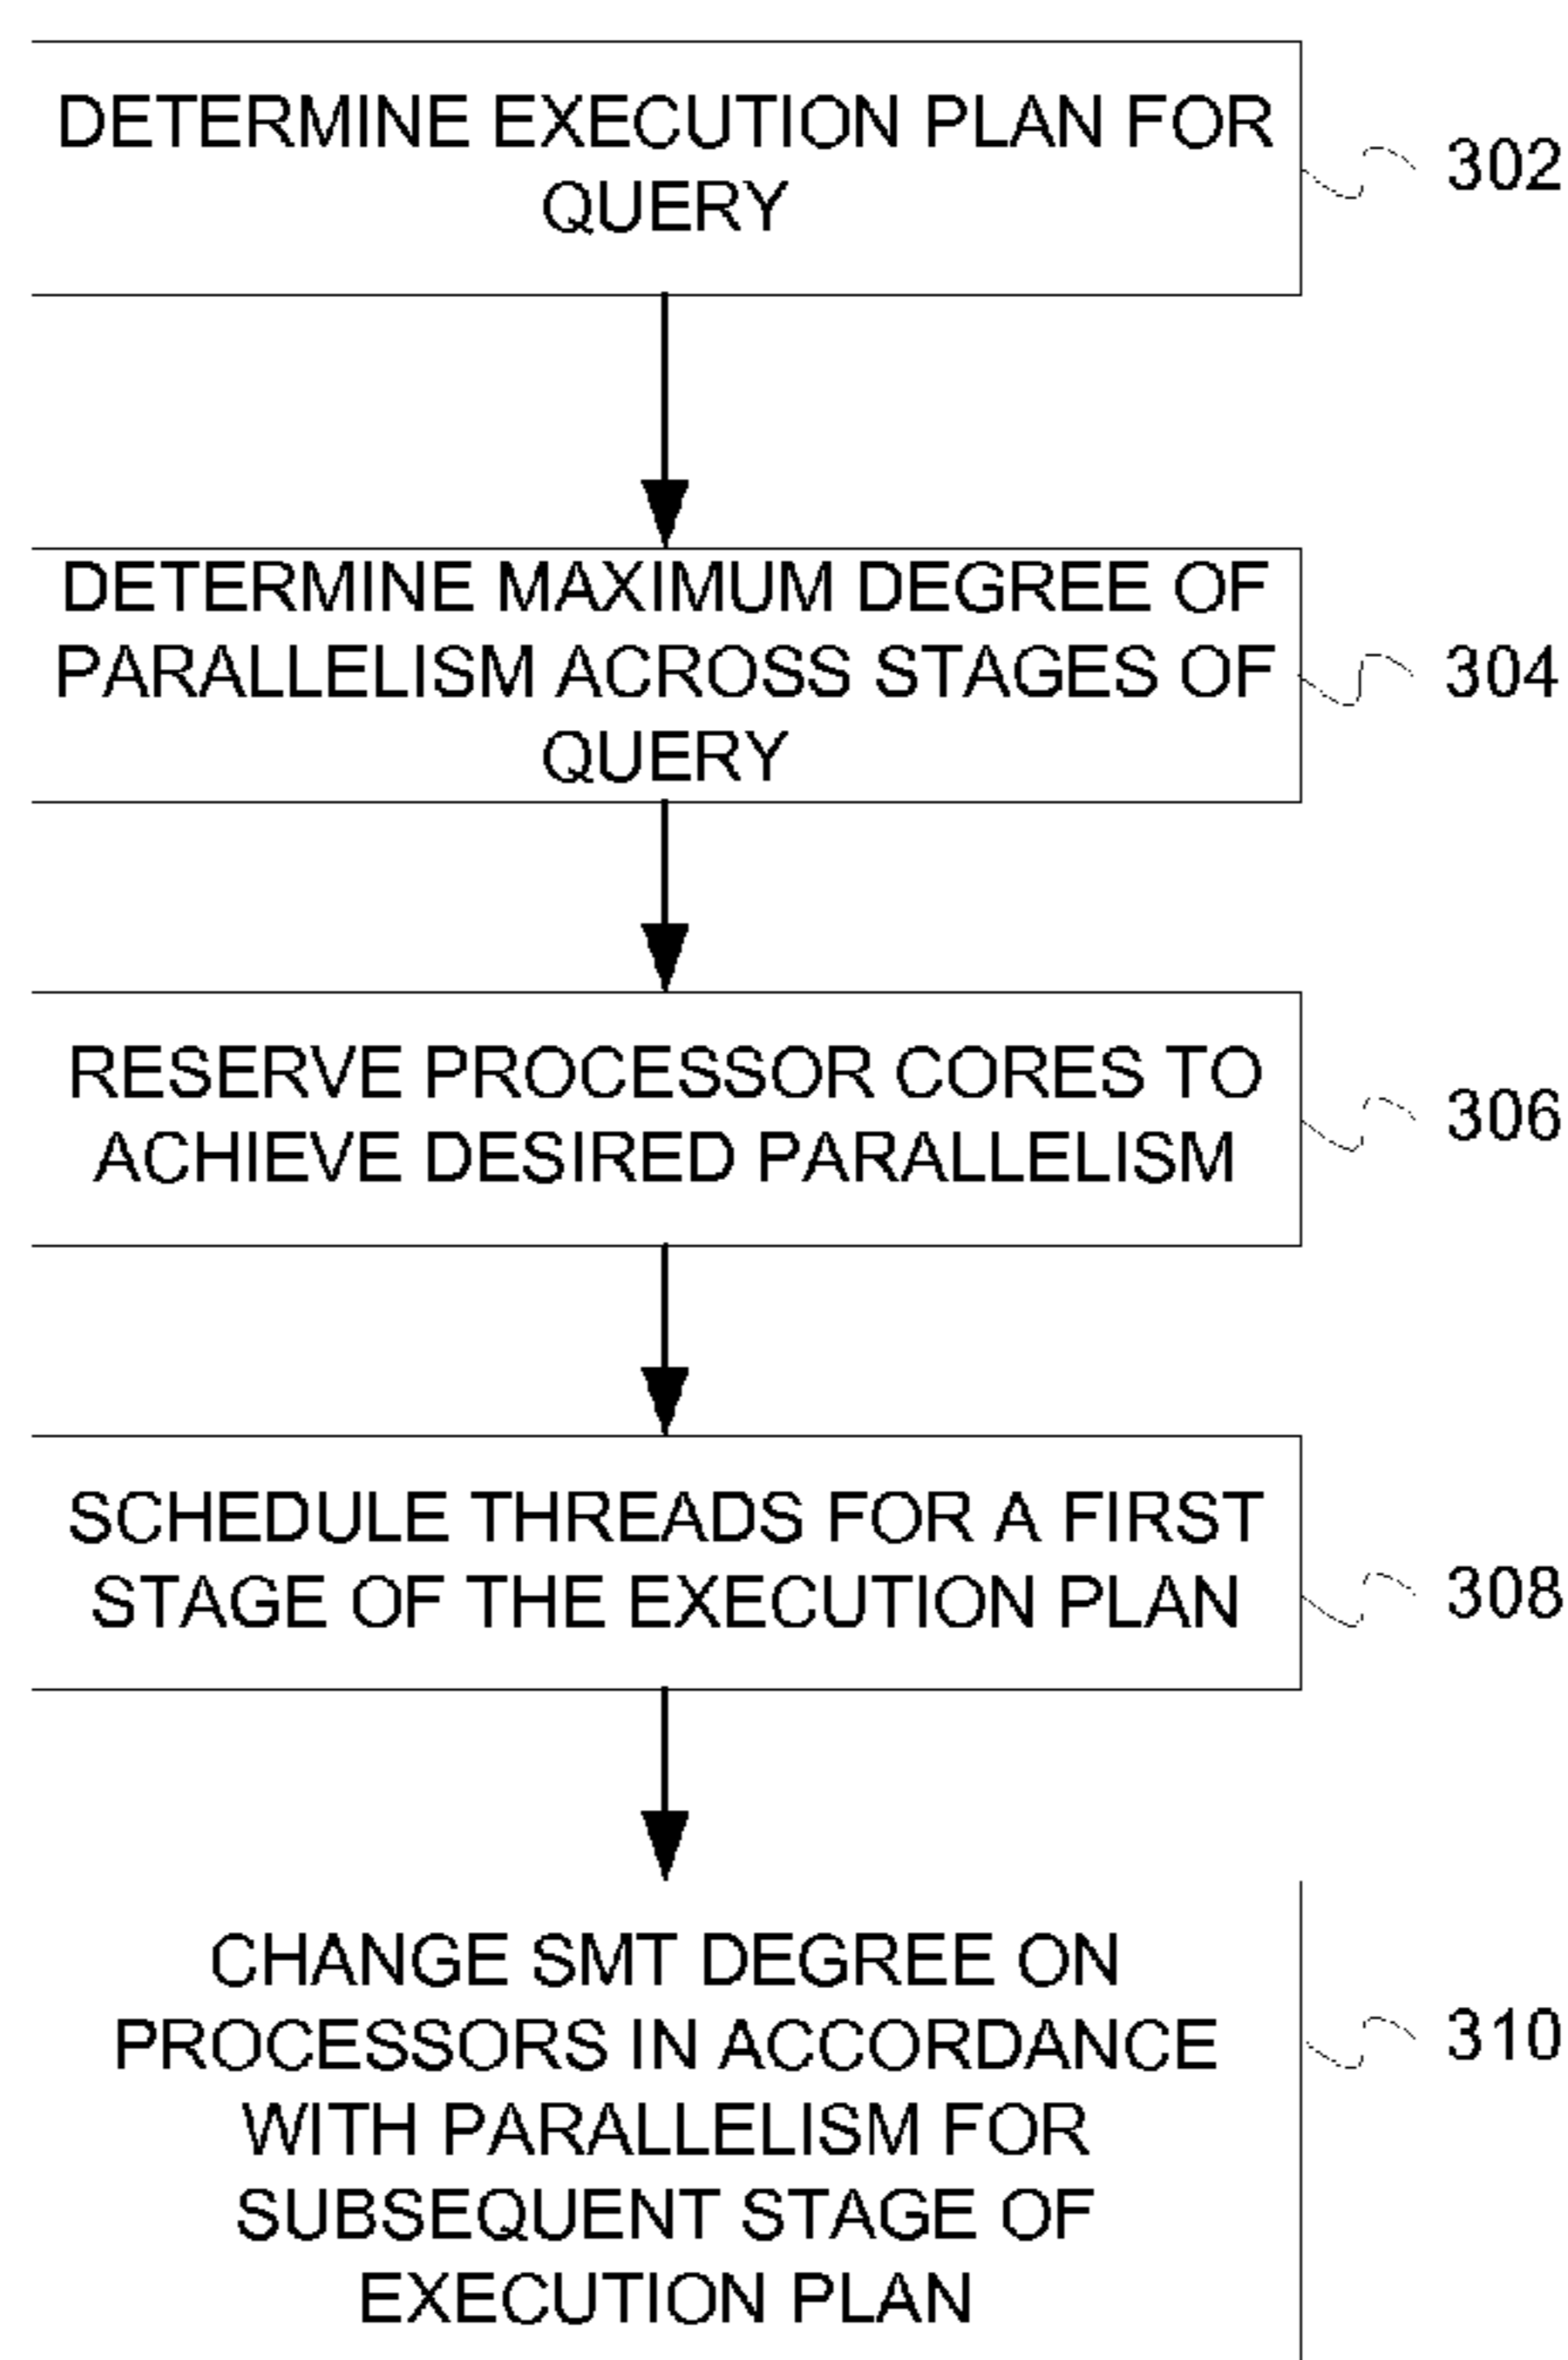 DETERMINE EXECUTION PLAN FOR
QUERY
302
DETERMINE MAXIMUM DEGREE OF
PARALLELISM ACROSS STAGES OF
QUERY
304
RESERVE PROCESSOR CORES TO
ACHIEVE DESIRED PARALLELISM
306
SCHEDULE THREADS FOR A FIRST
STAGE OF THE EXECUTION PLAN
308
CHANGE SMT DEGREE ON
PROCESSORS IN ACCORDANCE
WITH PARALLELISM FOR
SUBSEQUENT STAGE OF
EXECUTION PLAN
310